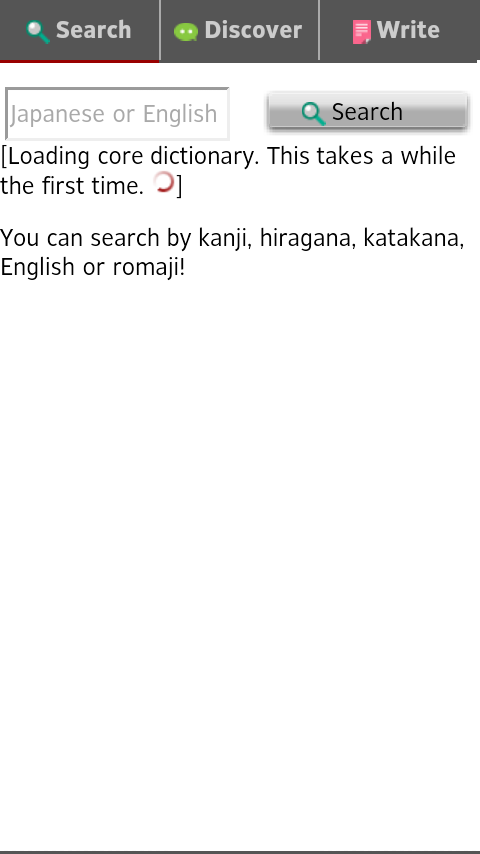 Search Discover Write
Japanese or English Search
[Loading core dictionary. This takes a while
the first time. ]
You can search by kanji, hiragana, katakana,
English or romaji!